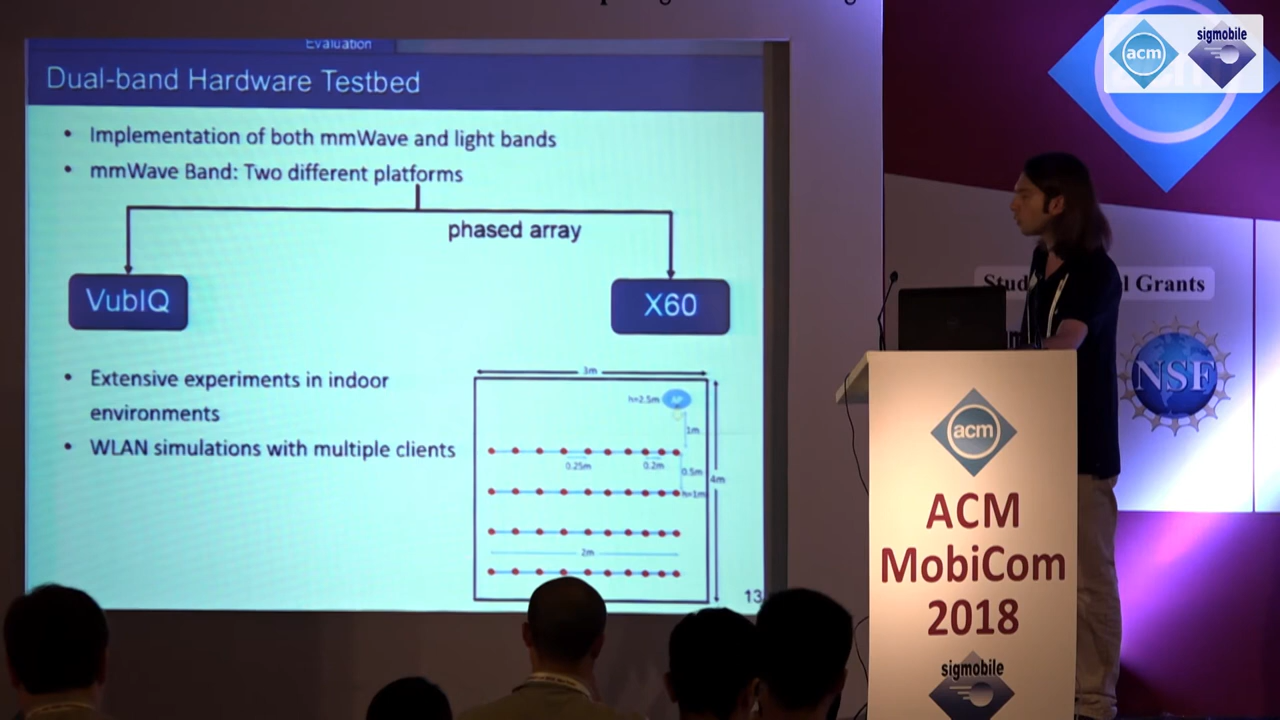 Evaluation
Dual-band Hardware Testbed
• Implementation of both mmWave and light bands
• mmWave Band: Two different platforms
phased array
VubIQ
X60
• Extensive experiments in indoor
environments
• WLAN simulations with multiple clients
3m
h=2.5m
AP
1m
0.25m
0.2m
0.5m
4m
h=1m
2m
13
acm
sigmobile
Grants
NSF
acm
ACM
MobiCom
2018
sigmobile